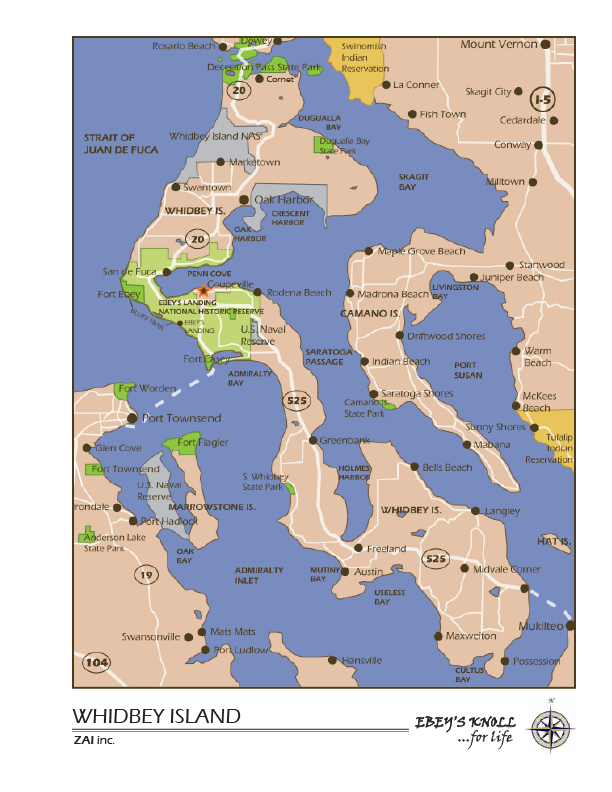 Dewey
Rosario Beach
Swinomish
Indian
Reservation
Mount Vernon
Deception Pass State Park
Cornet
La Conner
20
Skagit City
I-5
Fish Town
Cedardale
DUGUALLA
BAY
STRAIT OF
JUAN DE FUCA
Whidbey Island NAS
Dugualla Bay
State Park
Conway
Marketown
SKAGIT
BAY
Milltown
Swantown
Oak Harbor
WHIDBEY IS.
CRESCENT
HARBOR
OAK
HARBOR
20
Maple Grove Beach
Stanwood
San de Fuca
PENN COVE
Juniper Beach
Coupeville
Fort Ebey
Rodena Beach
Madrona Beach
LIVINGSTON
BAY
EBEY'S LANDING
NATIONAL HISTORIC RESERVE
BLUFF TRAIL
EBEY'S
LANDING
CAMANO IS.
U.S. Naval
Reserve
Driftwood Shores
SARATOGA
PASSAGE
Warm
Beach
Fort Casey
Indian Beach
PORT
SUSAN
ADMIRALTY
BAY
Fort Worden
525
Saratoga Shores
Camano Is.
State Park
McKees
Beach
Port Townsend
Sunny Shores
Tulalip
Indian
Reservation
Glen Cove
Fort Flagler
Greenbank
Mabana
Fort Townsend
HOLMES
HARBOR
Bells Beach
U.S. Naval
Reserve
S. Whidbey
State Park
Irondale
MARROWSTONE IS.
WHIDBEY IS.
Langley
Port Hadlock
Anderson Lake
State Park
HAT IS.
OAK
BAY
Freeland
525
19
ADMIRALTY
INLET
MUTINY
BAY
Austin
Midvale Corner
USELESS
BAY
Mukilteo
Swansonville
Mats Mats
Maxwelton
Port Ludlow
104
Hansville
CULTUS
BAY
Possession
WHIDBEY ISLAND
ZAI inc.
EBEY'S KNOLL
...for life
N